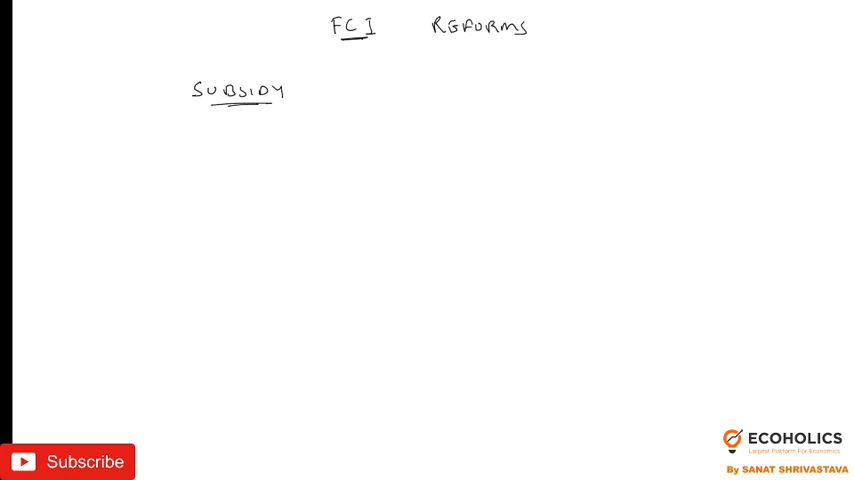 FCI REFORMS
SUBSIDY
Subscribe
ECOHOLICS
Largest Platform For Economics
By SANAT SHRIVASTAVA